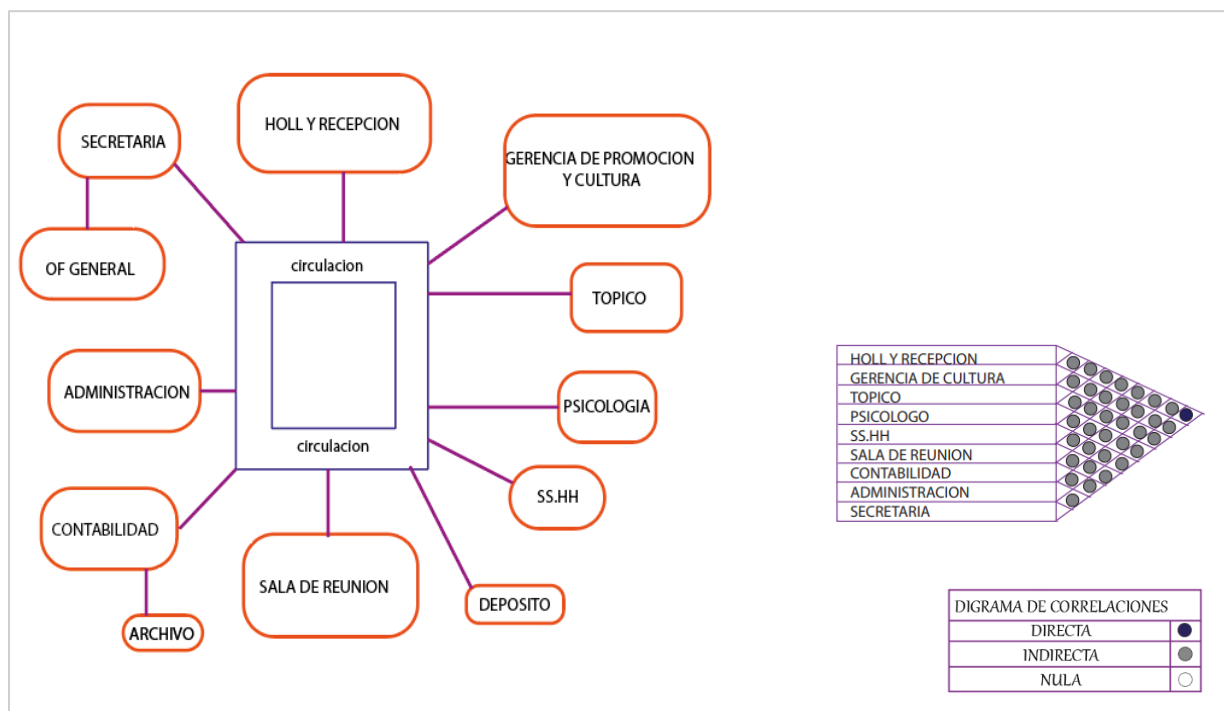 HOLL Y RECEPCION
SECRETARIA
GERENCIA DE PROMOCION
Y CULTURA
OF GENERAL
circulacion
TOPICO
ADMINISTRACION
PSICOLOGIA
circulacion
SS.HH
CONTABILIDAD
SALA DE REUNION
DEPOSITO
ARCHIVO
HOLL Y RECEPCION
GERENCIA DE CULTURA
TOPICO
PSICOLOGO
SS.HH
SALA DE REUNION
CONTABILIDAD
ADMINISTRACION
SECRETARIA
DIGRAMA DE CORRELACIONES
DIRECTA
INDIRECTA
NULA